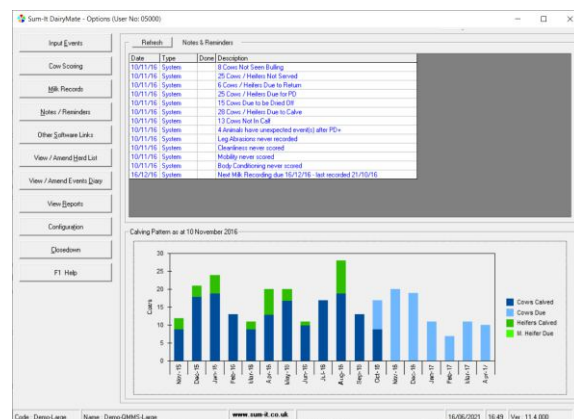 Sum-It DairyMate - Options (User No: 05000)
Input Events
Cow Scoring
Milk Records
Notes / Reminders
Other Software Links
View / Amend Herd List
View / Amend Events Diary
View Reports
Configuration
Closedown
F1 Help
Refresh Notes & Reminders
Date Type Done Description
10/11/16 System 8 Cows Not Seen Bulling
10/11/16 System 25 Cows / Heifers Not Served
10/11/16 System 6 Cows / Heifers Due to Return
10/11/16 System 25 Cows / Heifers Due for PD
10/11/16 System 15 Cows Due to be Dried Off
10/11/16 System 28 Cows / Heifers Due to Calve
10/11/16 System 13 Cows Not In Calf
10/11/16 System 4 Animals have unexpected event(s) after PD+
10/11/16 System Leg Abrasions never recorded
10/11/16 System Cleanliness never scored
10/11/16 System Mobility never scored
10/11/16 System Body Conditioning never scored
16/12/16 System Next Milk Recording due 16/12/16 - last recorded 21/10/16
Calving Pattern as at 10 November 2016
30
25
20
15
10
5
0
Cows
Nov-15
Dec-15
Jan-16
Feb-16
Mar-16
Apr-16
May-16
Jun-16
Jul-16
Aug-16
Sep-16
Oct-16
Nov-16
Dec-16
Jan-17
Feb-17
Mar-17
Apr-17
Cows Calved
Cows Due
Heifers Calved
M. Heifer Due
Code: Demo-Large Name: Demo-QMMS-Large www.sum-it.co.uk 16/06/2021 16:49 Ver: 11.4.000